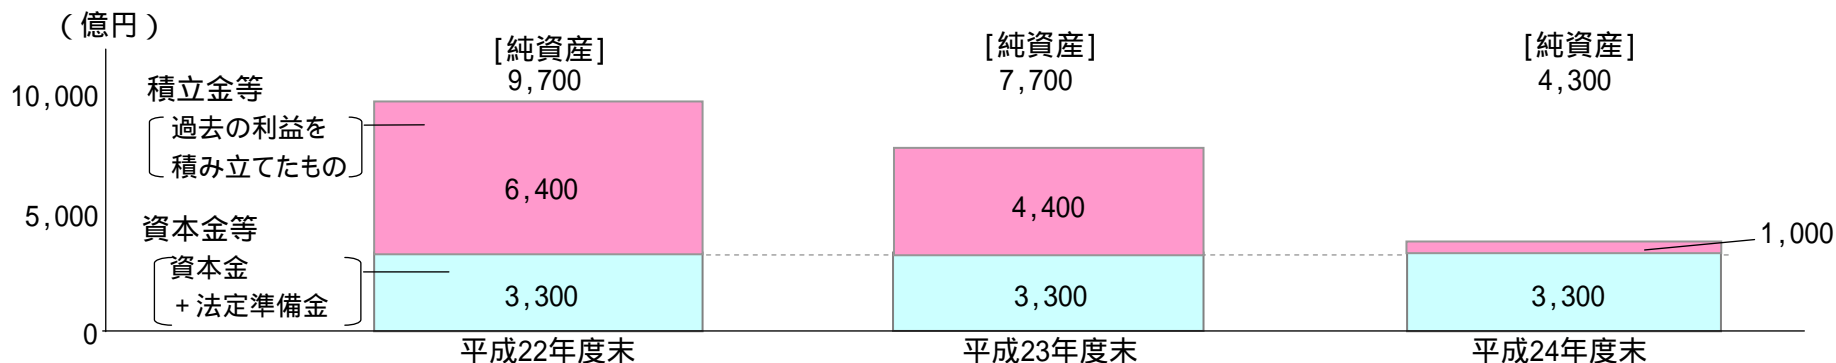 （億円）
[純資産]
9,700
[純資産]
7,700
[純資産]
4,300
10,000
積立金等
過去の利益を
積み立てたもの
6,400
4,400
5,000
資本金等
資本金
+法定準備金
1,000
3,300
3,300
3,300
0
平成22年度末
平成23年度末
平成24年度末